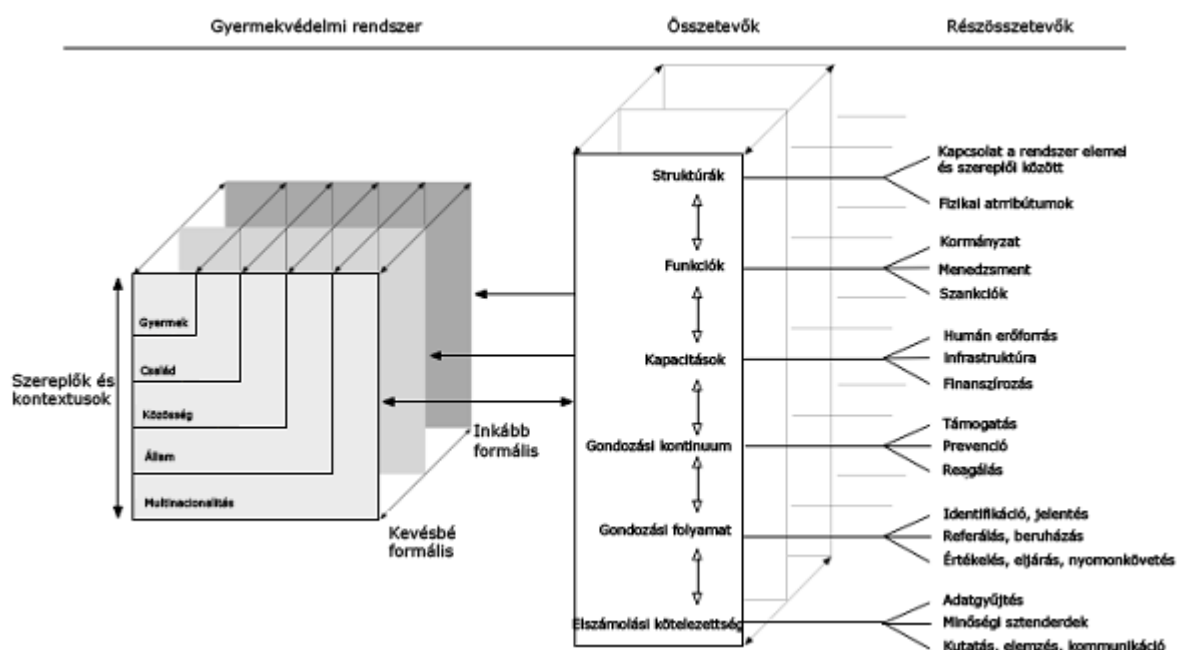 Gyermekvédelmi rendszer
Összetevők
Részösszetevők
Szereplők és
kontextusok
Gyermek
Család
Közösség
Állam
Multinacionalitás
Inkább
formális
Kevésbé
formális
Struktúrák
Funkciók
Kapacitások
Gondozási kontinuum
Gondozási folyamat
Elszámolási kötelezettség
Kapcsolat a rendszer elemei
és szereplői között
Fizikai attribútumok
Kormányzat
Menedzsment
Szankciók
Humán erőforrás
Infrastruktúra
Finanszírozás
Támogatás
Prevenció
Reagálás
Identifikáció, jelentés
Referálás, beruházás
Értékelés, eljárás, nyomonkövetés
Adatgyűjtés
Minőségi sztenderdek
Kutatás, elemzés, kommunikáció